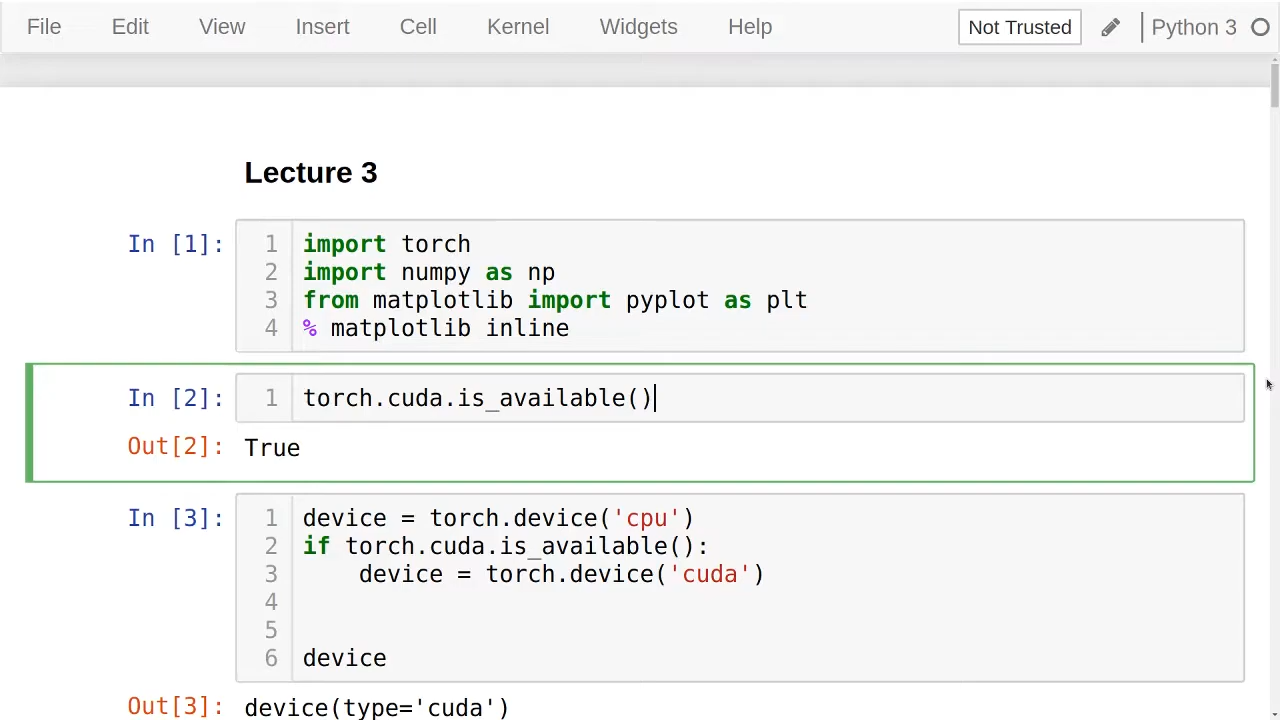 File Edit View Insert Cell Kernel Widgets Help Not Trusted Python 3
Lecture 3
In [1]:
1 import torch
2 import numpy as np
3 from matplotlib import pyplot as plt
4 % matplotlib inline
In [2]:
1 torch.cuda.is_available()
Out[2]: True
In [3]:
1 device = torch.device('cpu')
2 if torch.cuda.is_available():
3     device = torch.device('cuda')
4
5
6 device
Out[3]: device(type='cuda')